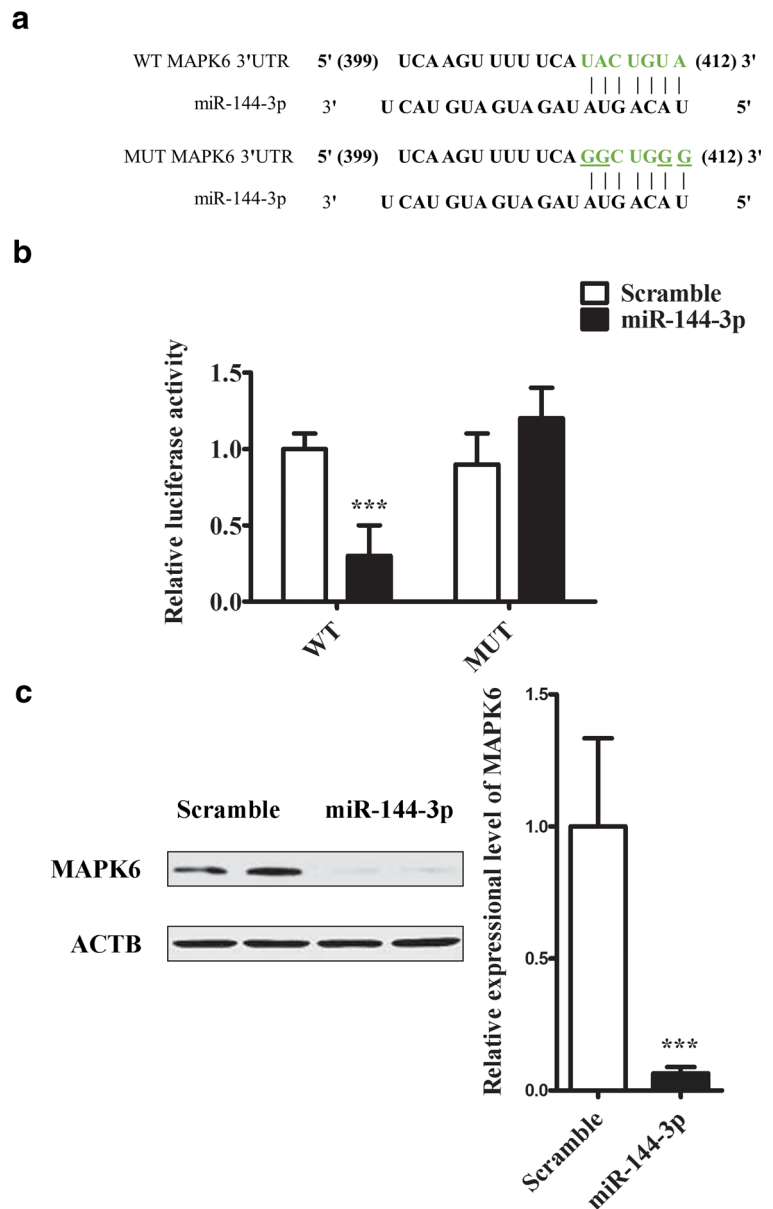 a
WT MAPK6 3'UTR 5' (399) UCA AGU UUU UCA UAC UGU A (412) 3'
miR-144-3p 3' U CAU GUA GUA GAU AUG ACA U 5'
MUT MAPK6 3'UTR 5' (399) UCA AGU UUU UCA GGC UGG G (412) 3'
miR-144-3p 3' U CAU GUA GUA GAU AUG ACA U 5'
b
Scramble
miR-144-3p
Relative luciferase activity
1.5
1.0
0.5
0.0
***
WT
MUT
c
Scramble miR-144-3p
MAPK6
ACTB
Relative expressional level of MAPK6
1.5
1.0
0.5
0.0
***
Scramble
miR-144-3p